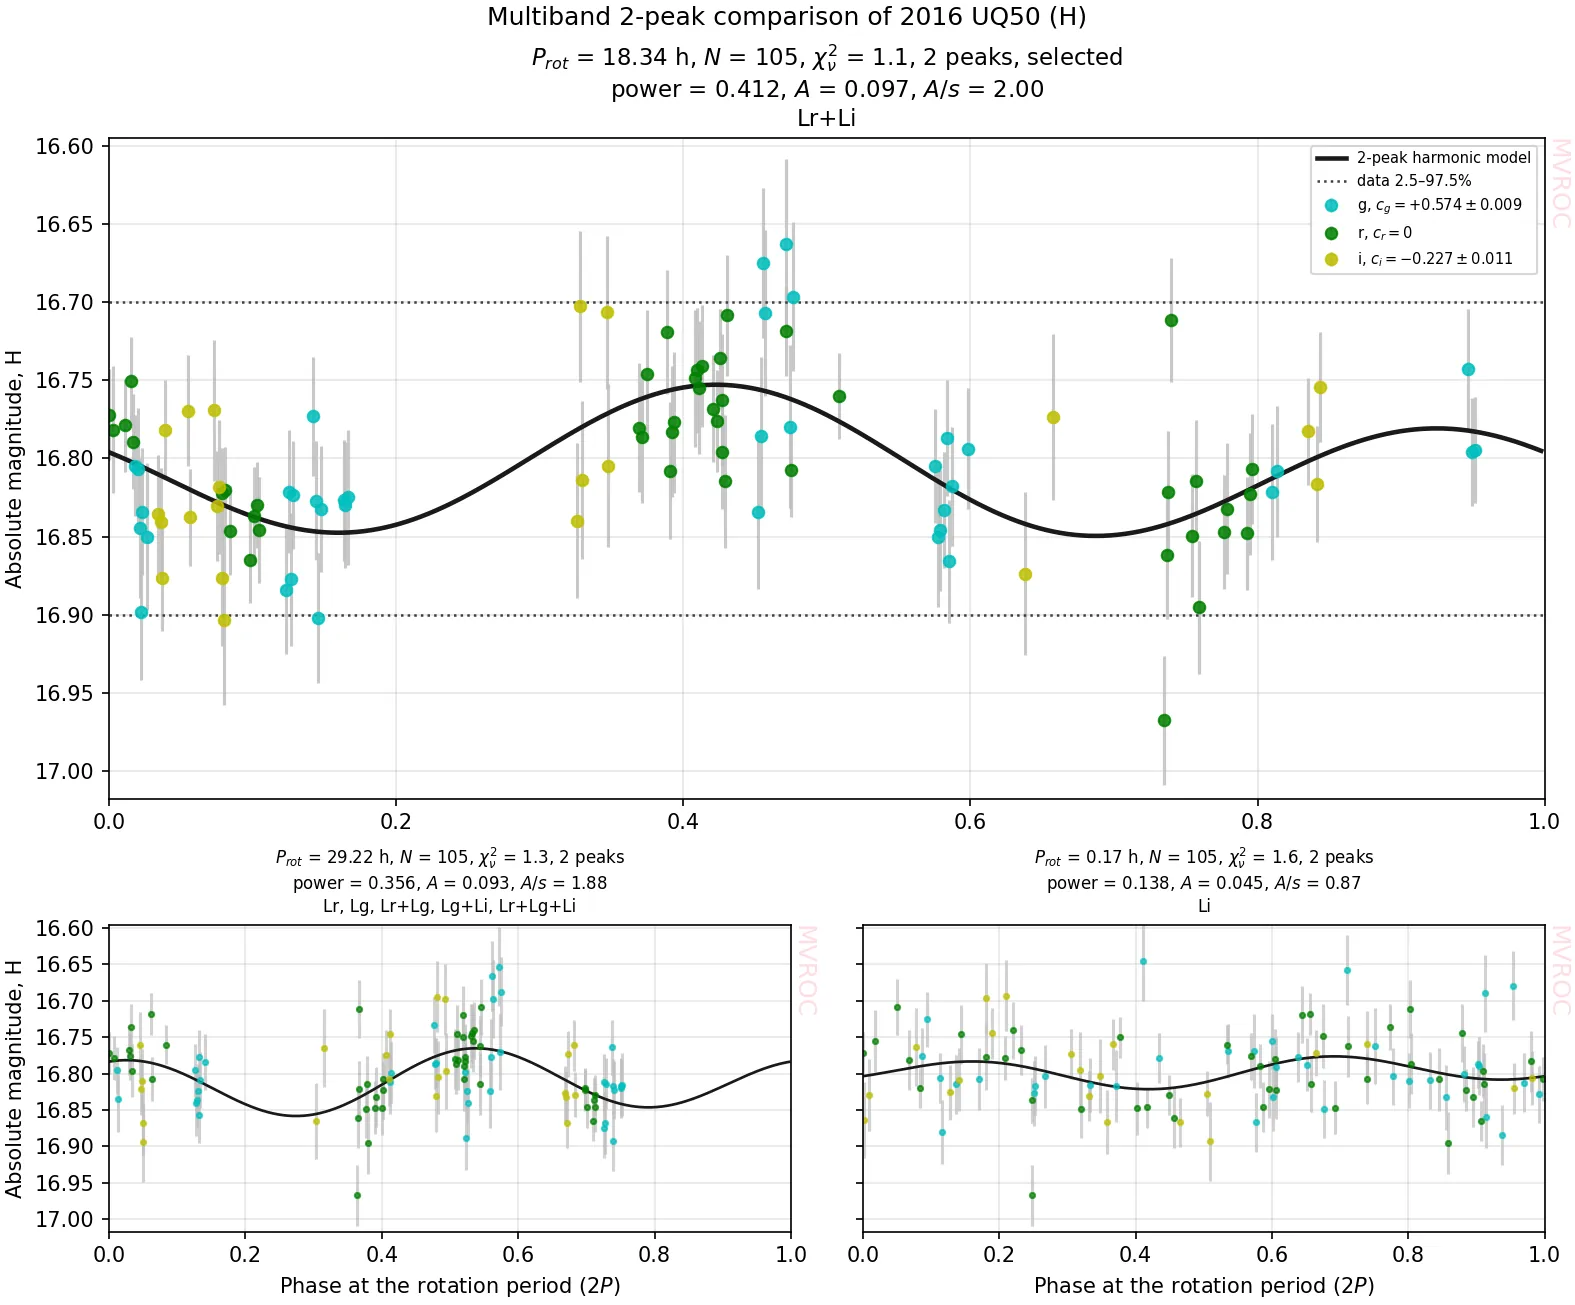 Multiband 2-peak comparison of 2016 UQ50 (H)
P_rot = 18.34 h, N = 105, χ²_ν = 1.1, 2 peaks, selected
power = 0.412, A = 0.097, A/s = 2.00
Lr+Li
MVROC
2-peak harmonic model
data 2.5–97.5%
g, c_g = +0.574 ± 0.009
r, c_r = 0
i, c_i = −0.227 ± 0.011
Absolute magnitude, H
16.60
16.65
16.70
16.75
16.80
16.85
16.90
16.95
17.00
0.0 0.2 0.4 0.6 0.8 1.0
P_rot = 29.22 h, N = 105, χ²_ν = 1.3, 2 peaks
power = 0.356, A = 0.093, A/s = 1.88
Lr, Lg, Lr+Lg, Lg+Li, Lr+Lg+Li
MVROC
Absolute magnitude, H
16.60
16.65
16.70
16.75
16.80
16.85
16.90
16.95
17.00
0.0 0.2 0.4 0.6 0.8 1.0
Phase at the rotation period (2P)
P_rot = 0.17 h, N = 105, χ²_ν = 1.6, 2 peaks
power = 0.138, A = 0.045, A/s = 0.87
Li
MVROC
0.0 0.2 0.4 0.6 0.8 1.0
Phase at the rotation period (2P)